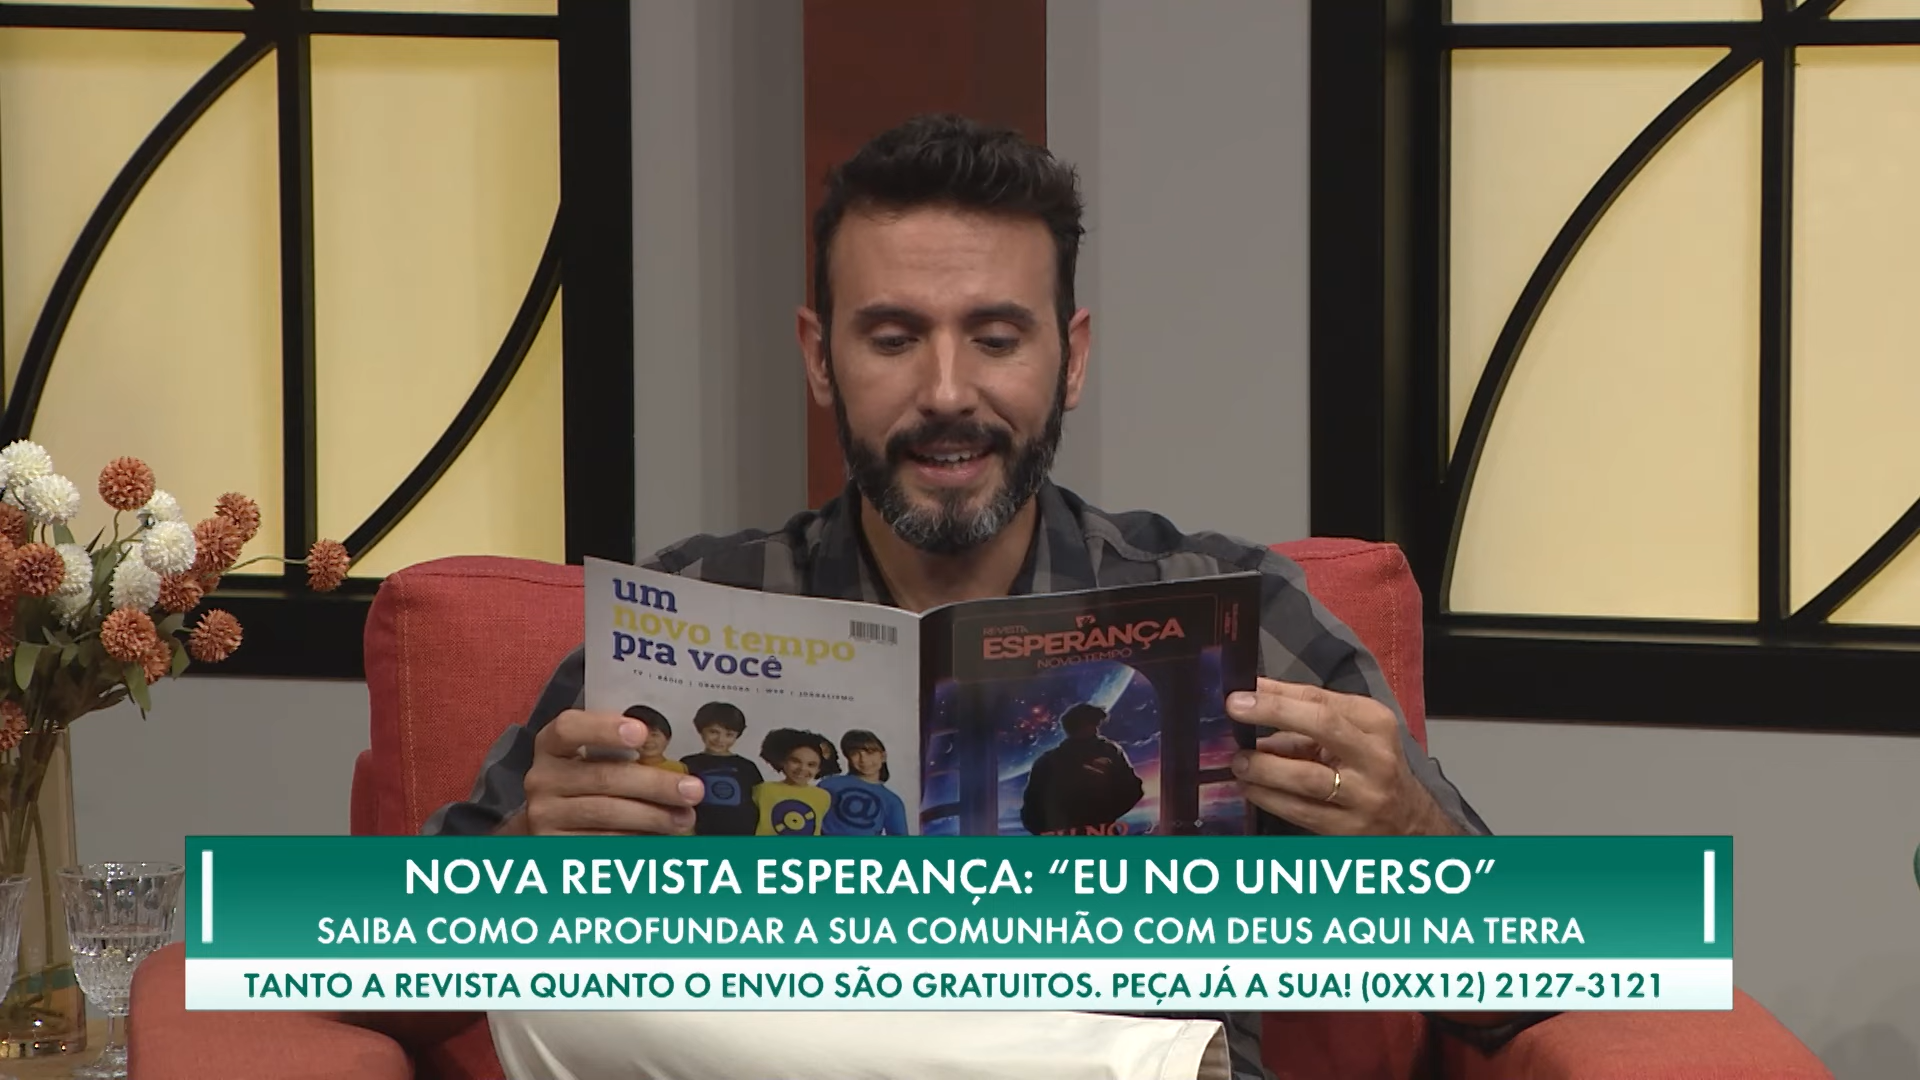 um
novo tempo
pra você
TV | RÁDIO | GRAVADORA | WEB | JORNALISMO
REVISTA
ESPERANÇA
NOVO TEMPO
EU NO
NOVA REVISTA ESPERANÇA: “EU NO UNIVERSO”
SAIBA COMO APROFUNDAR A SUA COMUNHÃO COM DEUS AQUI NA TERRA
TANTO A REVISTA QUANTO O ENVIO SÃO GRATUITOS. PEÇA JÁ A SUA! (0XX12) 2127-3121